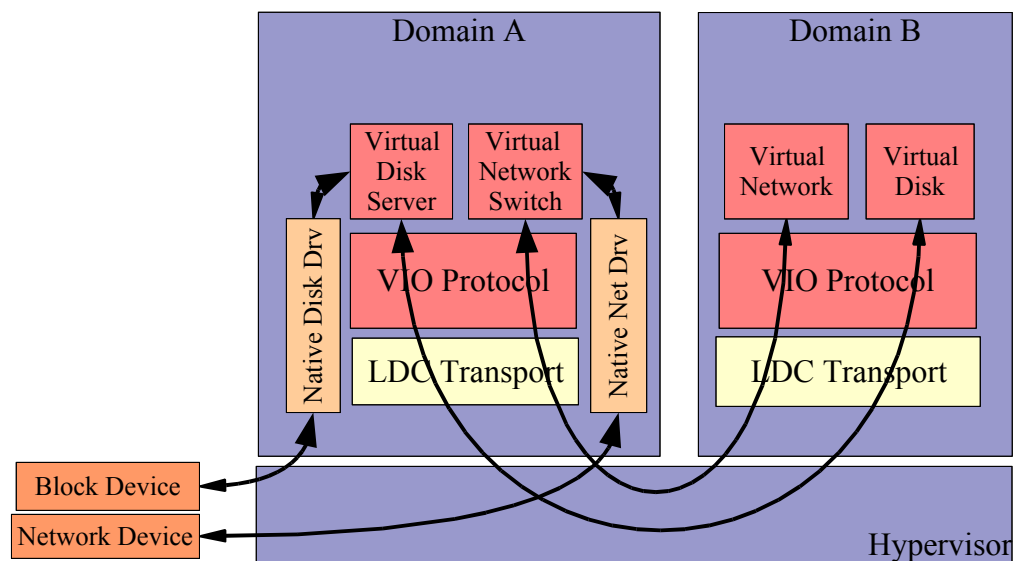 Domain A
Domain B
Virtual
Disk
Server
Virtual
Network
Switch
Virtual
Network
Virtual
Disk
Native Disk Drv
VIO Protocol
Native Net Drv
VIO Protocol
LDC Transport
LDC Transport
Block Device
Network Device
Hypervisor